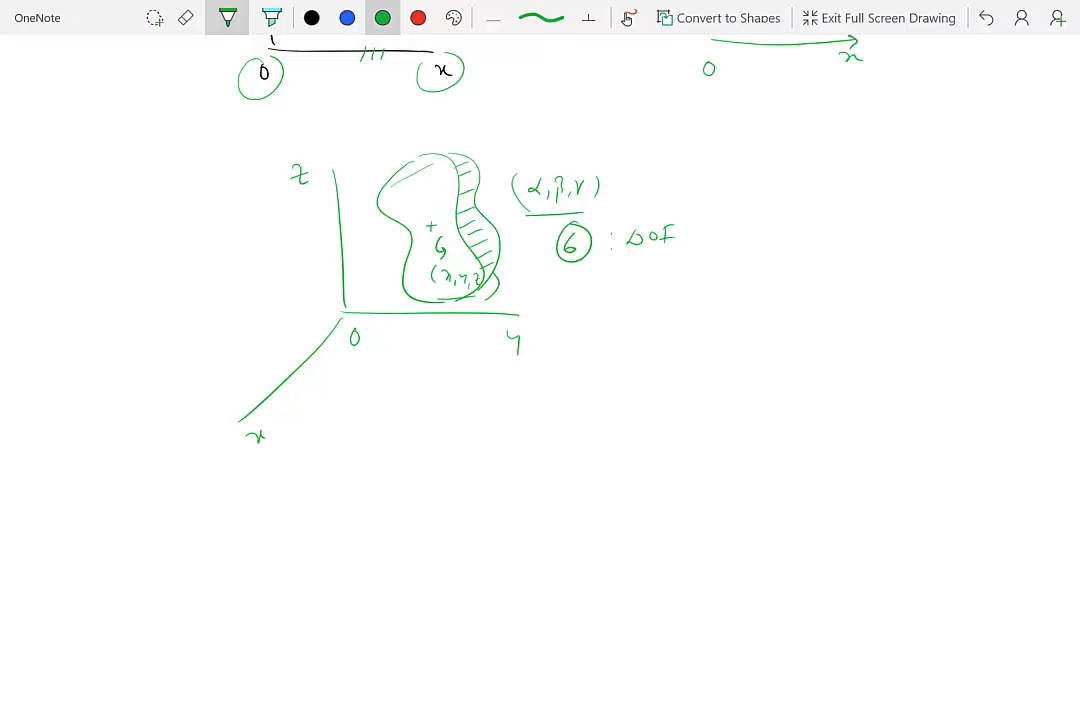 OneNote
Convert to Shapes
Exit Full Screen Drawing
0 x
0 x
z
(α, β, γ)
G
6 : DOF
(x, y, z)
0
y
x